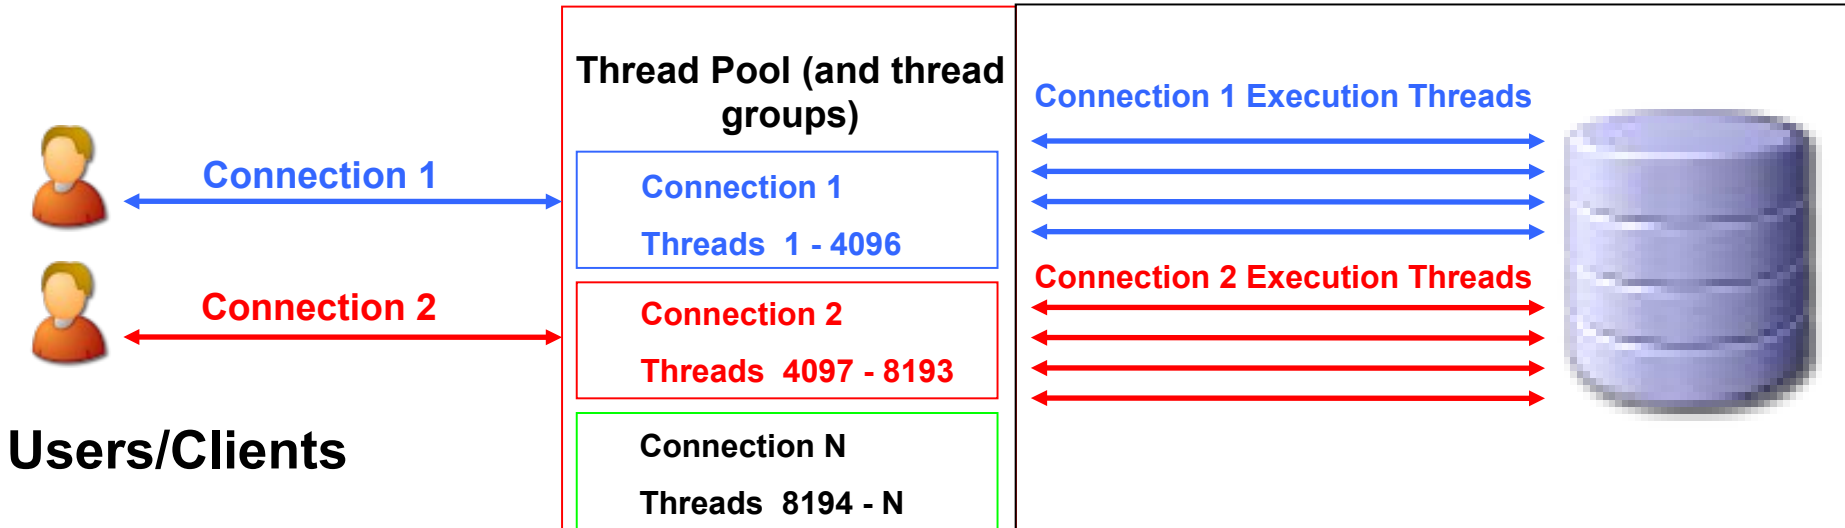 Thread Pool (and thread
groups)
Connection 1 Execution Threads
Connection 1
Connection 1
Threads 1 - 4096
Connection 2 Execution Threads
Connection 2
Connection 2
Threads 4097 - 8193
Users/Clients
Connection N
Threads 8194 - N